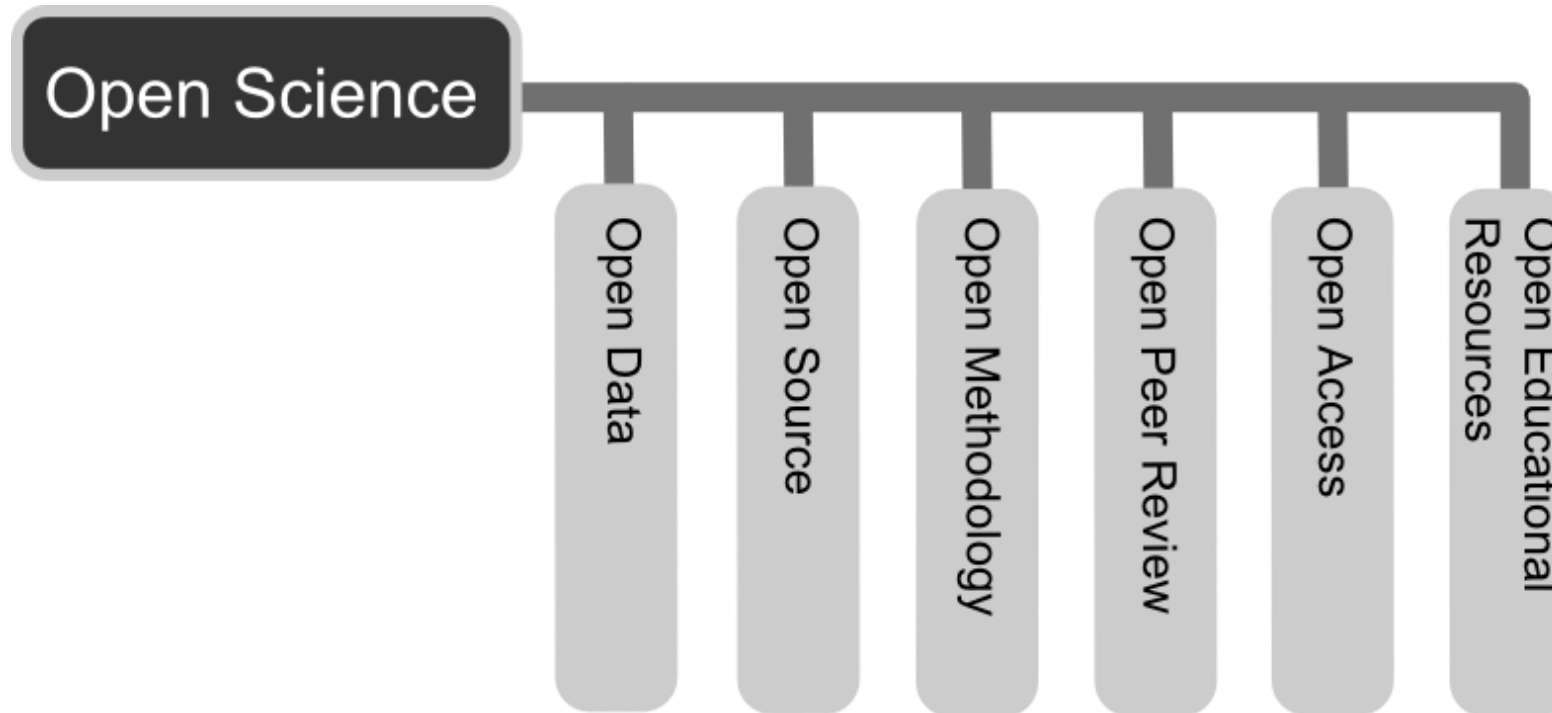 Open Science
Open Data
Open Source
Open Methodology
Open Peer Review
Open Access
Open Educational
Resources